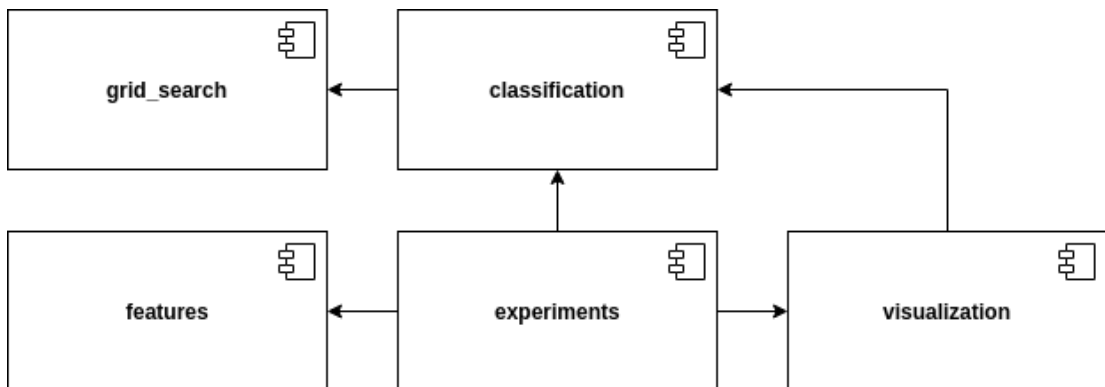 grid_search
classification
features
experiments
visualization